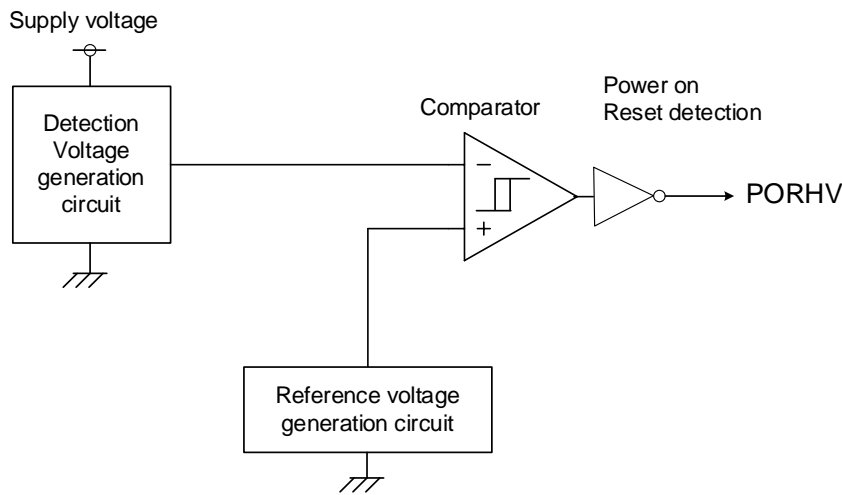 Supply voltage
Detection
Voltage
generation
circuit
Comparator
Power on
Reset detection
−
+
PORHV
Reference voltage
generation circuit